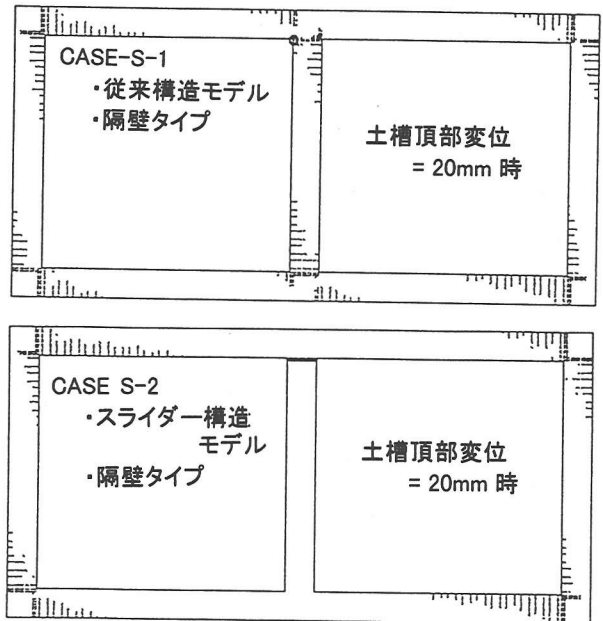 CASE-S-1
・従来構造モデル
・隔壁タイプ
土槽頂部変位
= 20mm 時
CASE S-2
・スライダー構造
モデル
・隔壁タイプ
土槽頂部変位
= 20mm 時